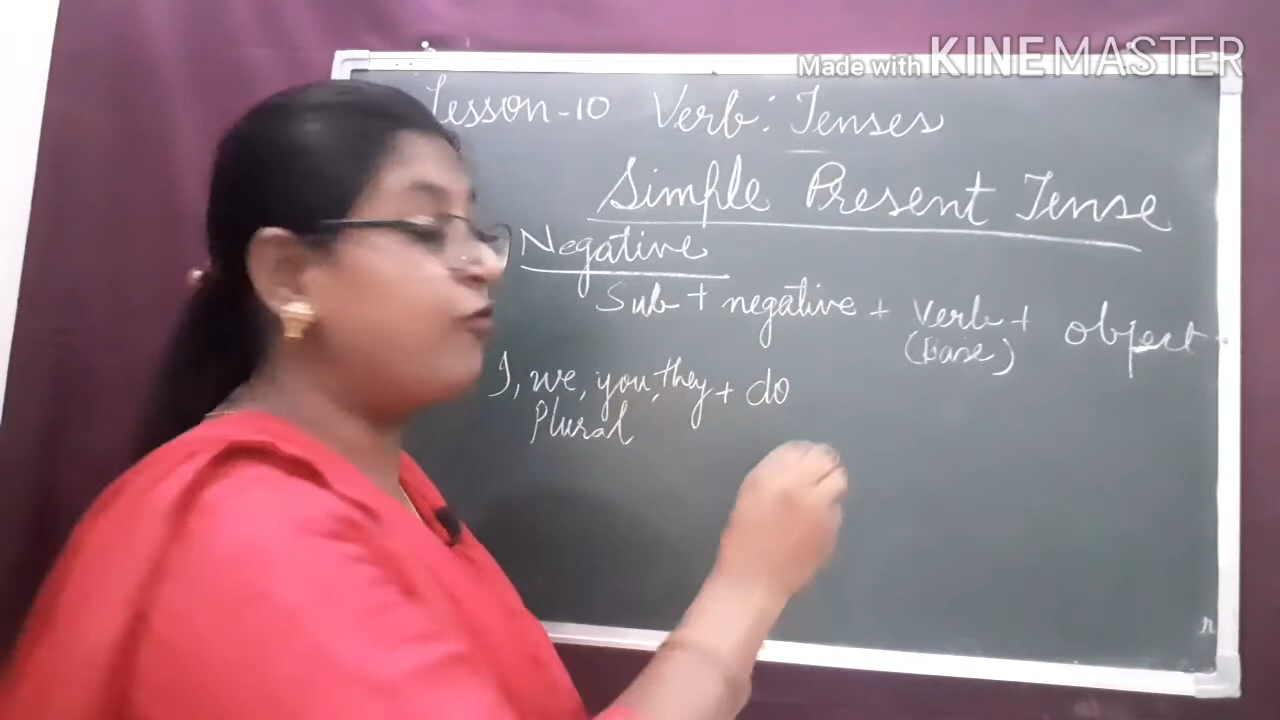 Made with KINEMASTER
Lesson-10 Verb: Tenses
Simple Present Tense
Negative
Sub + negative + verb + object
(Base)
I, we, you, they + do
Plural